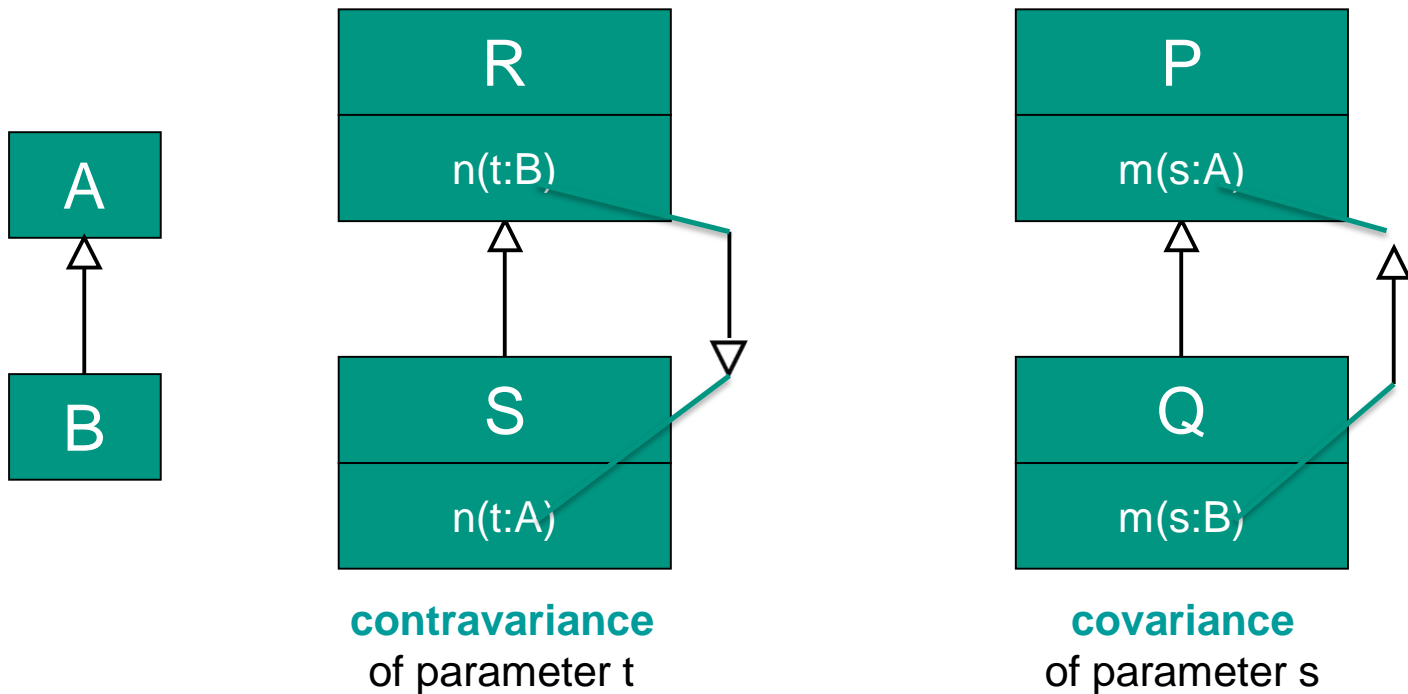 A
B
R
n(t:B)
S
n(t:A)
contravariance
of parameter t
P
m(s:A)
Q
m(s:B)
covariance
of parameter s